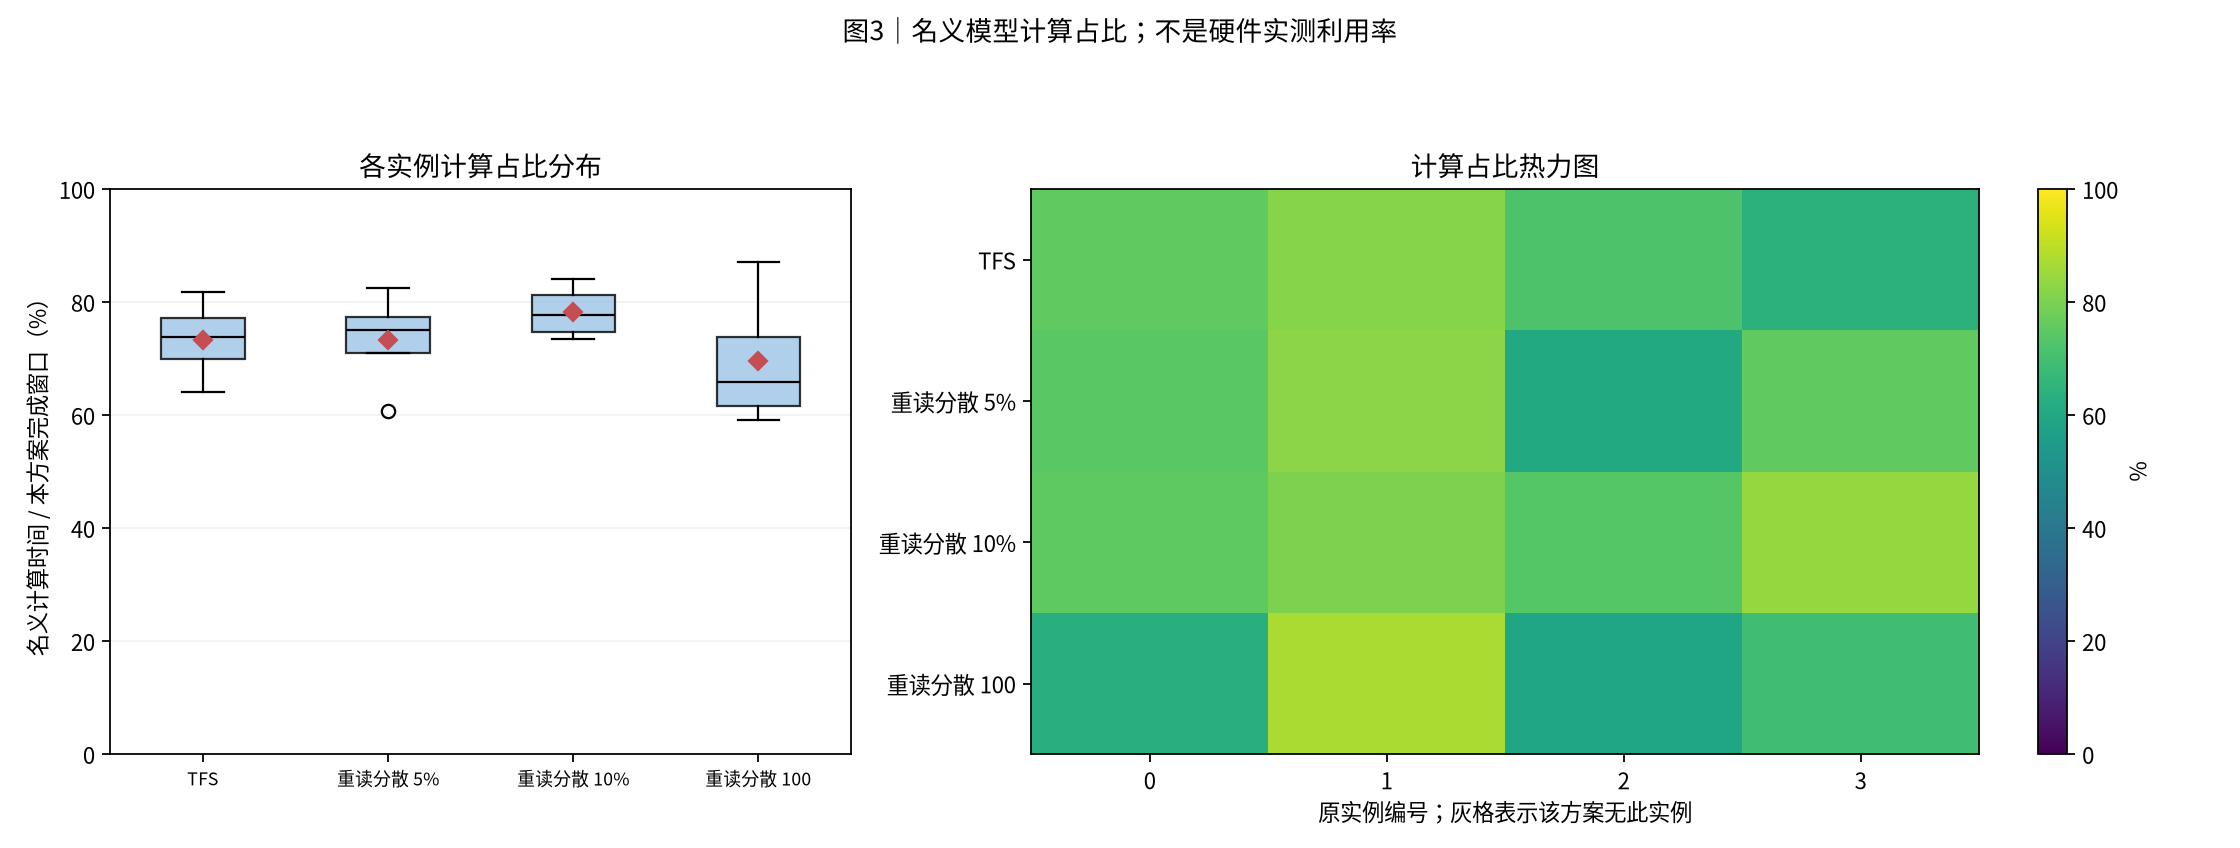 图3｜名义模型计算占比；不是硬件实测利用率
各实例计算占比分布
名义计算时间 / 本方案完成窗口（%）
100
80
60
40
20
0
TFS
重读分散 5%
重读分散 10%
重读分散 100
计算占比热力图
TFS
重读分散 5%
重读分散 10%
重读分散 100
0
1
2
3
原实例编号；灰格表示该方案无此实例
100
80
60
40
20
0
%